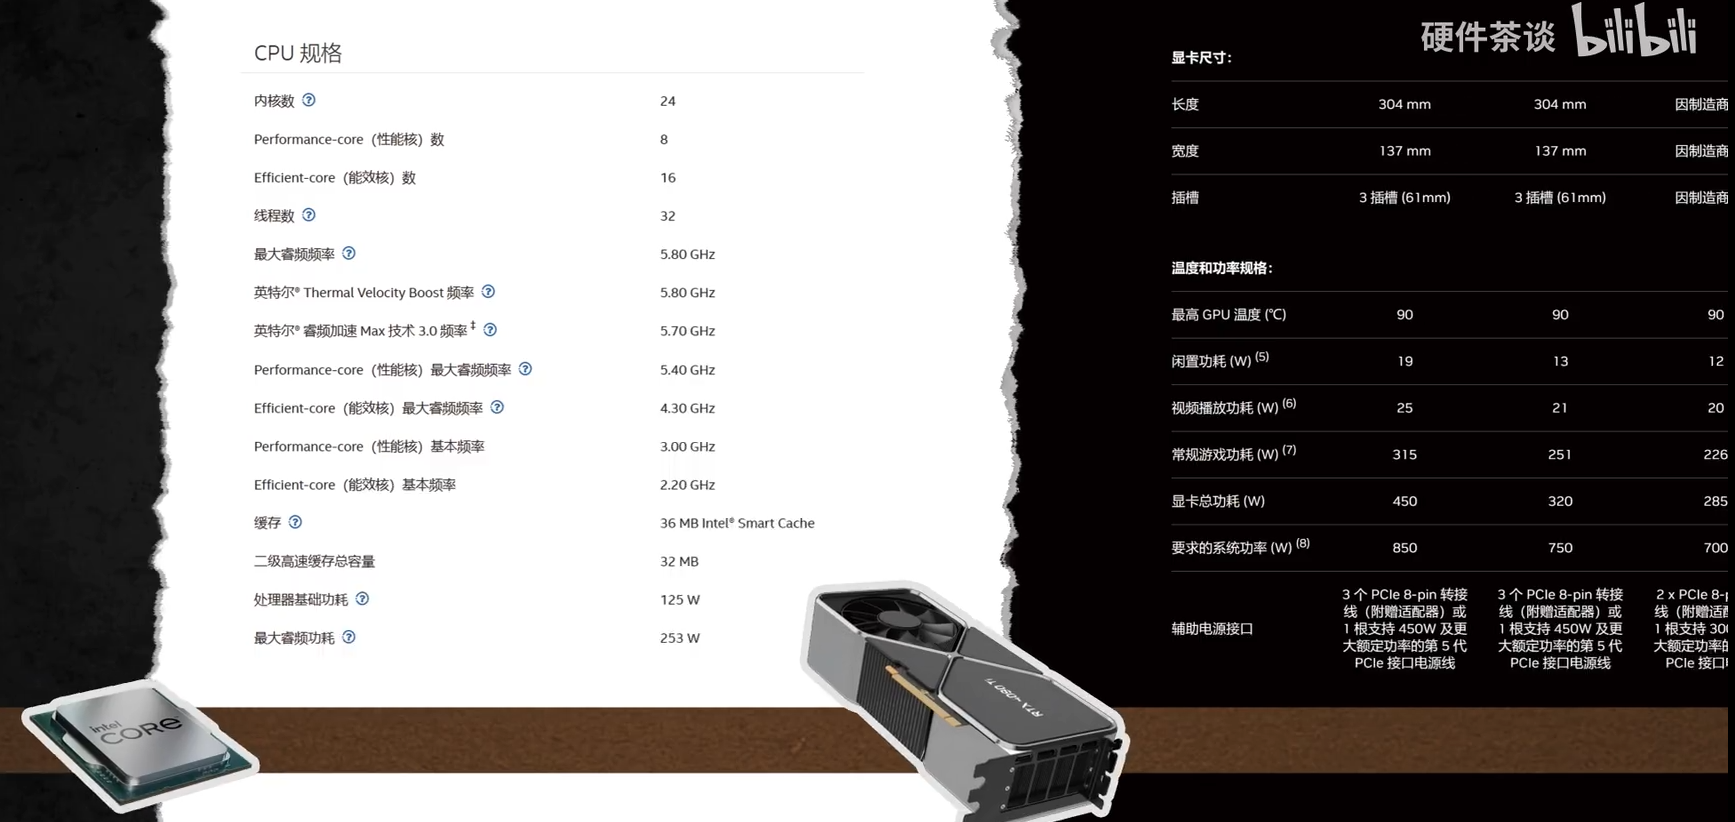 硬件茶谈 bilibili
CPU 规格
内核数 24
Performance-core（性能核）数 8
Efficient-core（能效核）数 16
线程数 32
最大睿频频率 5.80 GHz
英特尔® Thermal Velocity Boost 频率 5.80 GHz
英特尔® 睿频加速 Max 技术 3.0 频率‡ 5.70 GHz
Performance-core（性能核）最大睿频频率 5.40 GHz
Efficient-core（能效核）最大睿频频率 4.30 GHz
Performance-core（性能核）基本频率 3.00 GHz
Efficient-core（能效核）基本频率 2.20 GHz
缓存 36 MB Intel® Smart Cache
二级高速缓存总容量 32 MB
处理器基础功耗 125 W
最大睿频功耗 253 W
intel
CORE
RTX 4090 Ti
显卡尺寸：
长度 304 mm 304 mm 因制造商
宽度 137 mm 137 mm 因制造商
插槽 3 插槽 (61mm) 3 插槽 (61mm) 因制造商
温度和功率规格：
最高 GPU 温度 (℃) 90 90 90
闲置功耗 (W) (5) 19 13 12
视频播放功耗 (W) (6) 25 21 20
常规游戏功耗 (W) (7) 315 251 226
显卡总功耗 (W) 450 320 285
要求的系统功率 (W) (8) 850 750 700
辅助电源接口
3 个 PCIe 8-pin 转接
线（附赠适配器）或
1 根支持 450W 及更
大额定功率的第 5 代
PCIe 接口电源线
3 个 PCIe 8-pin 转接
线（附赠适配器）或
1 根支持 450W 及更
大额定功率的第 5 代
PCIe 接口电源线
2 x PCIe 8-p
线（附赠适
1 根支持 30
大额定功率
PCIe 接口